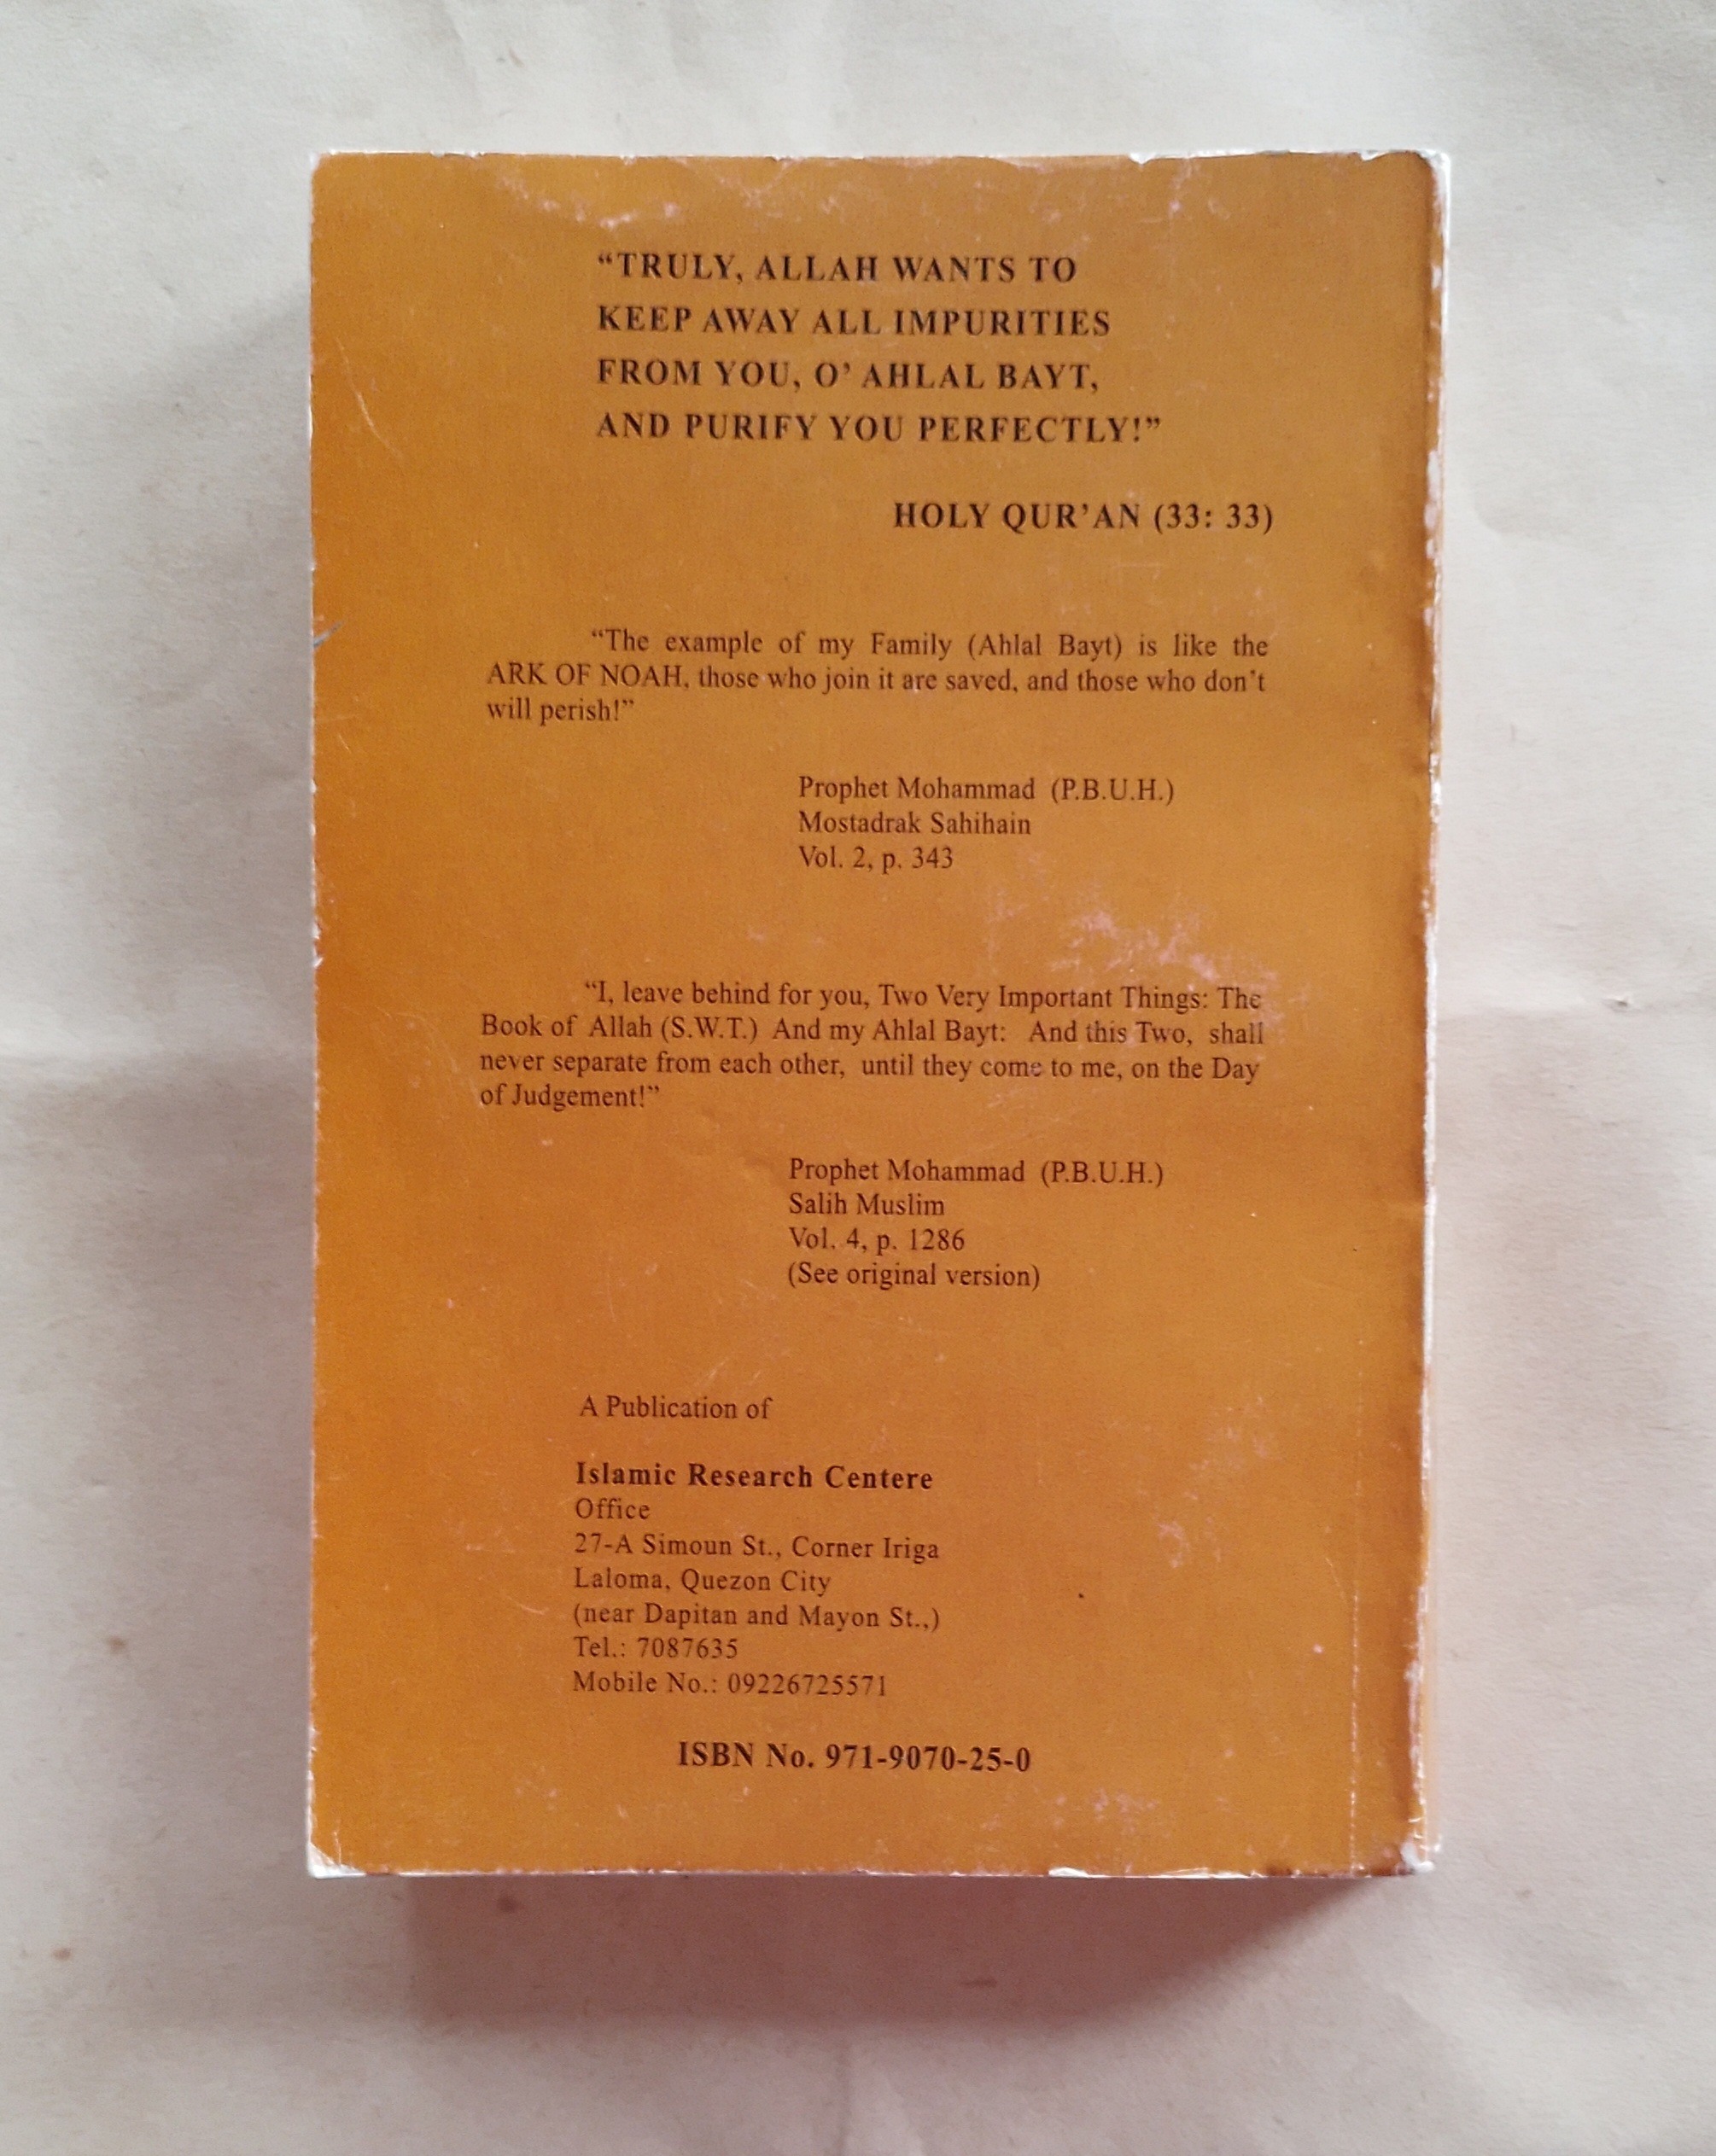 “TRULY, ALLAH WANTS TO
KEEP AWAY ALL IMPURITIES
FROM YOU, O’ AHLAL BAYT,
AND PURIFY YOU PERFECTLY!”
HOLY QUR’AN (33: 33)
“The example of my Family (Ahlal Bayt) is like the
ARK OF NOAH, those who join it are saved, and those who don’t
will perish!”
Prophet Mohammad (P.B.U.H.)
Mostadrak Sahihain
Vol. 2, p. 343
“I, leave behind for you, Two Very Important Things: The
Book of Allah (S.W.T.) And my Ahlal Bayt: And this Two, shall
never separate from each other, until they come to me, on the Day
of Judgement!”
Prophet Mohammad (P.B.U.H.)
Salih Muslim
Vol. 4, p. 1286
(See original version)
A Publication of
Islamic Research Centere
Office
27-A Simoun St., Corner Iriga
Laloma, Quezon City
(near Dapitan and Mayon St.,)
Tel.: 7087635
Mobile No.: 09226725571
ISBN No. 971-9070-25-0